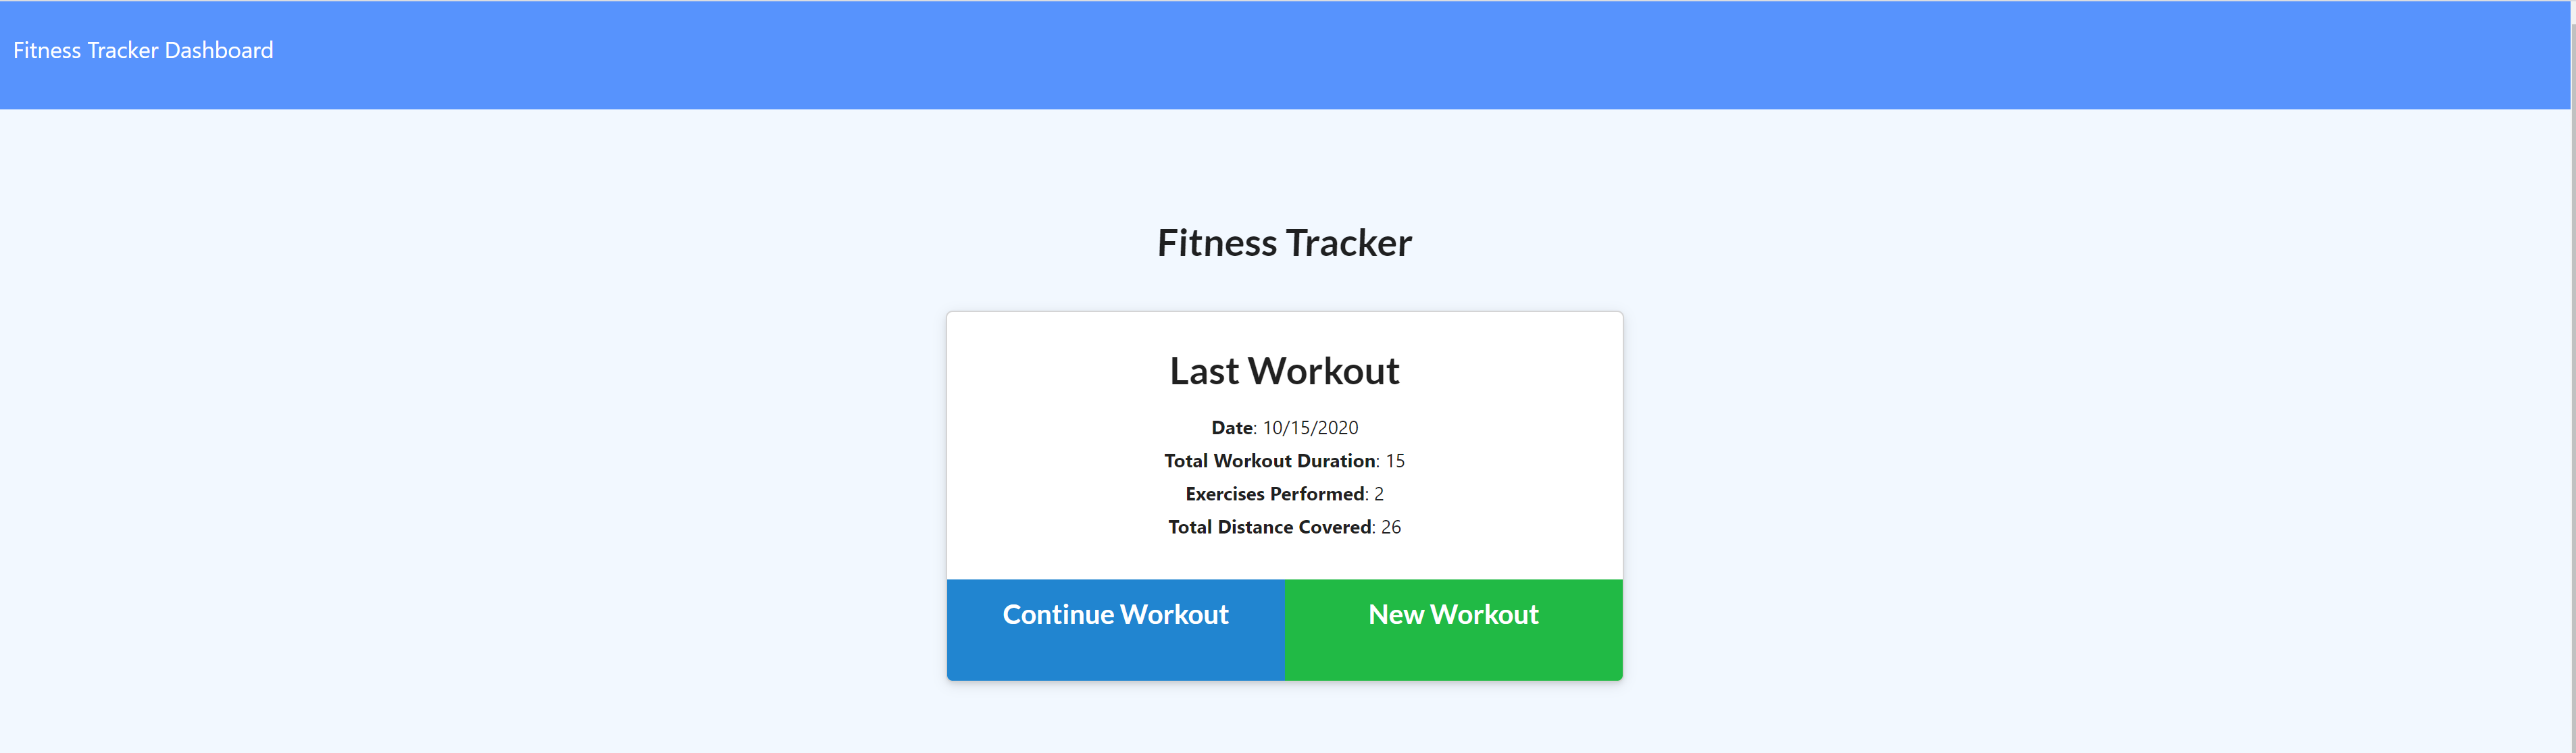 Fitness Tracker Dashboard
Fitness Tracker
Last Workout
Date: 10/15/2020
Total Workout Duration: 15
Exercises Performed: 2
Total Distance Covered: 26
Continue Workout
New Workout